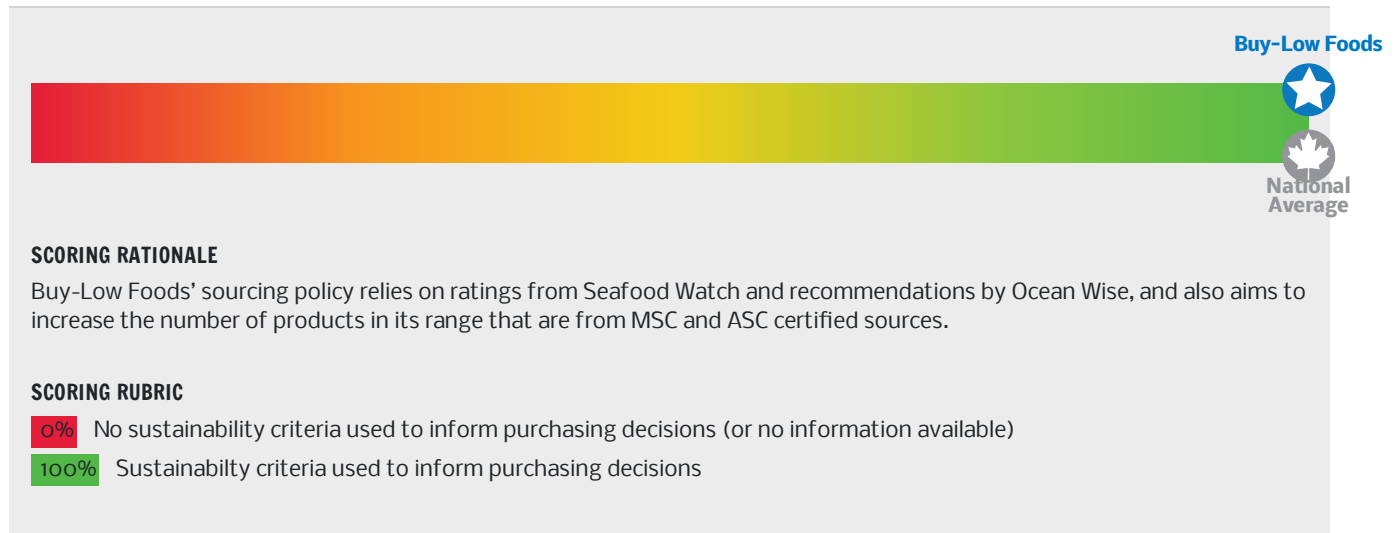 Buy-Low Foods
National
Average
SCORING RATIONALE
Buy-Low Foods’ sourcing policy relies on ratings from Seafood Watch and recommendations by Ocean Wise, and also aims to
increase the number of products in its range that are from MSC and ASC certified sources.
SCORING RUBRIC
0% No sustainability criteria used to inform purchasing decisions (or no information available)
100% Sustainabilty criteria used to inform purchasing decisions